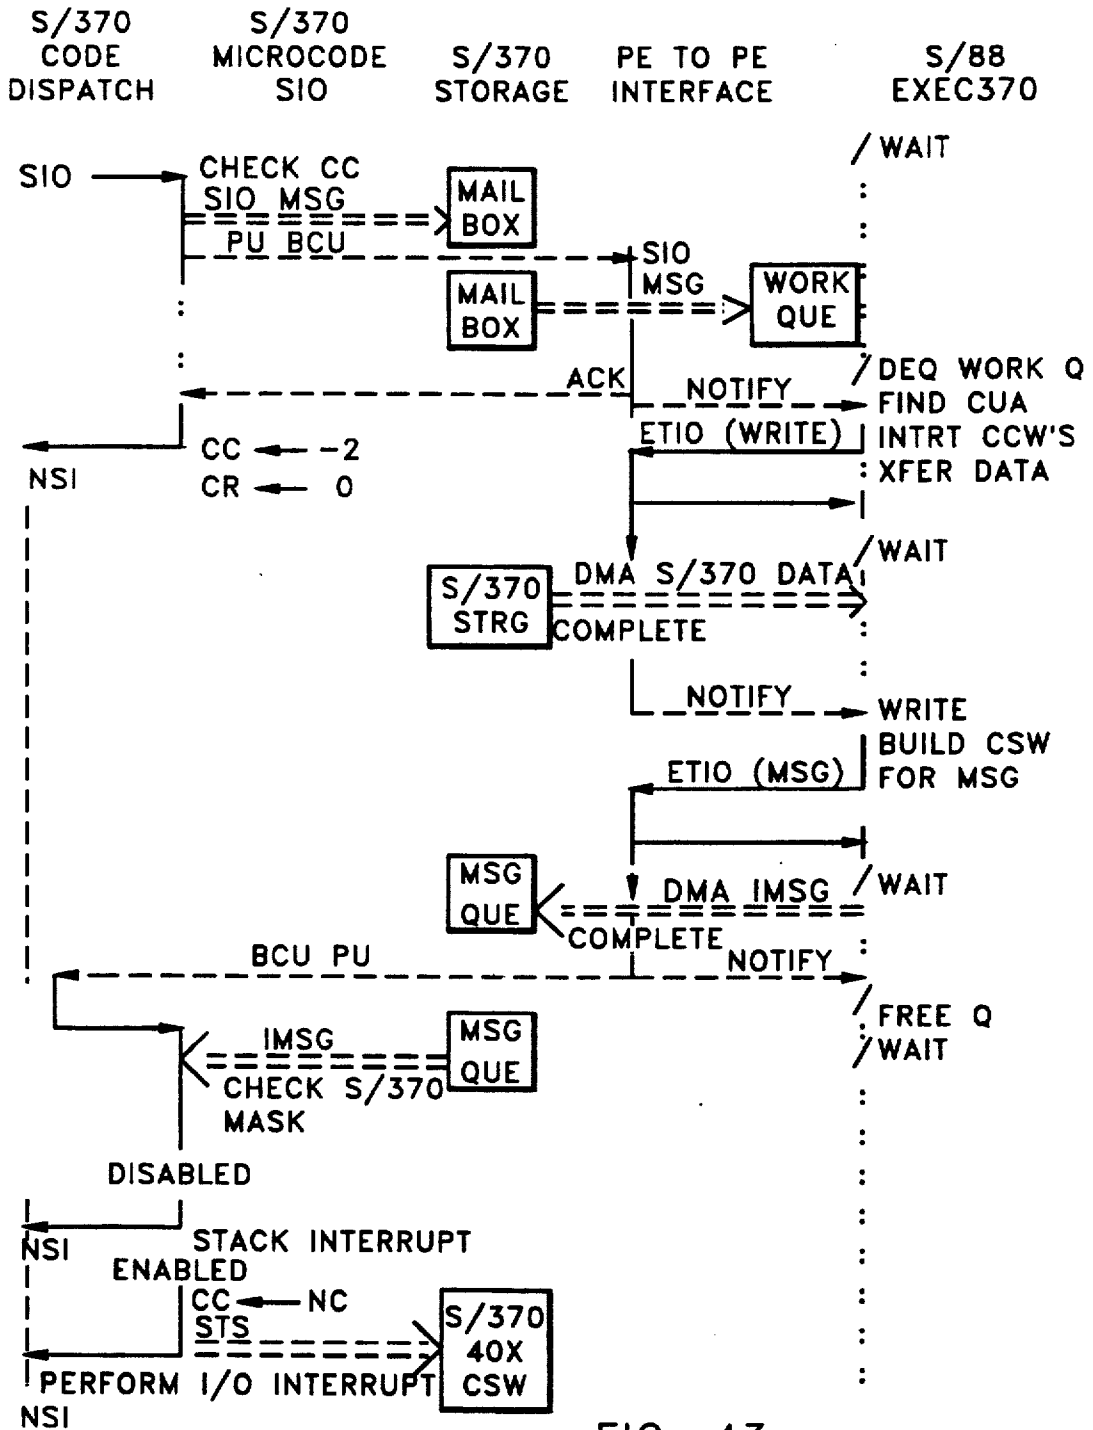 S/370 CODE DISPATCH
S/370 MICROCODE SIO
S/370 STORAGE
PE TO PE INTERFACE
S/88 EXEC370
/ WAIT
SIO
CHECK CC
SIO MSG
MAIL BOX
PU BCU
SIO MSG
MAIL BOX
WORK QUE
ACK
NOTIFY
DEQ WORK Q
FIND CUA
ETIO (WRITE)
INTRT CCW'S
XFER DATA
NSI
CC ← -2
CR ← 0
WAIT
DMA S/370 DATA
S/370 STRG
COMPLETE
NOTIFY
WRITE
BUILD CSW
FOR MSG
ETIO (MSG)
WAIT
MSG QUE
DMA IMSG
COMPLETE
BCU PU
NOTIFY
FREE Q
WAIT
IMSG
MSG QUE
CHECK S/370
MASK
DISABLED
NSI
STACK INTERRUPT
ENABLED
CC ← NC
STS
S/370 40X CSW
PERFORM I/O INTERRUPT
NSI